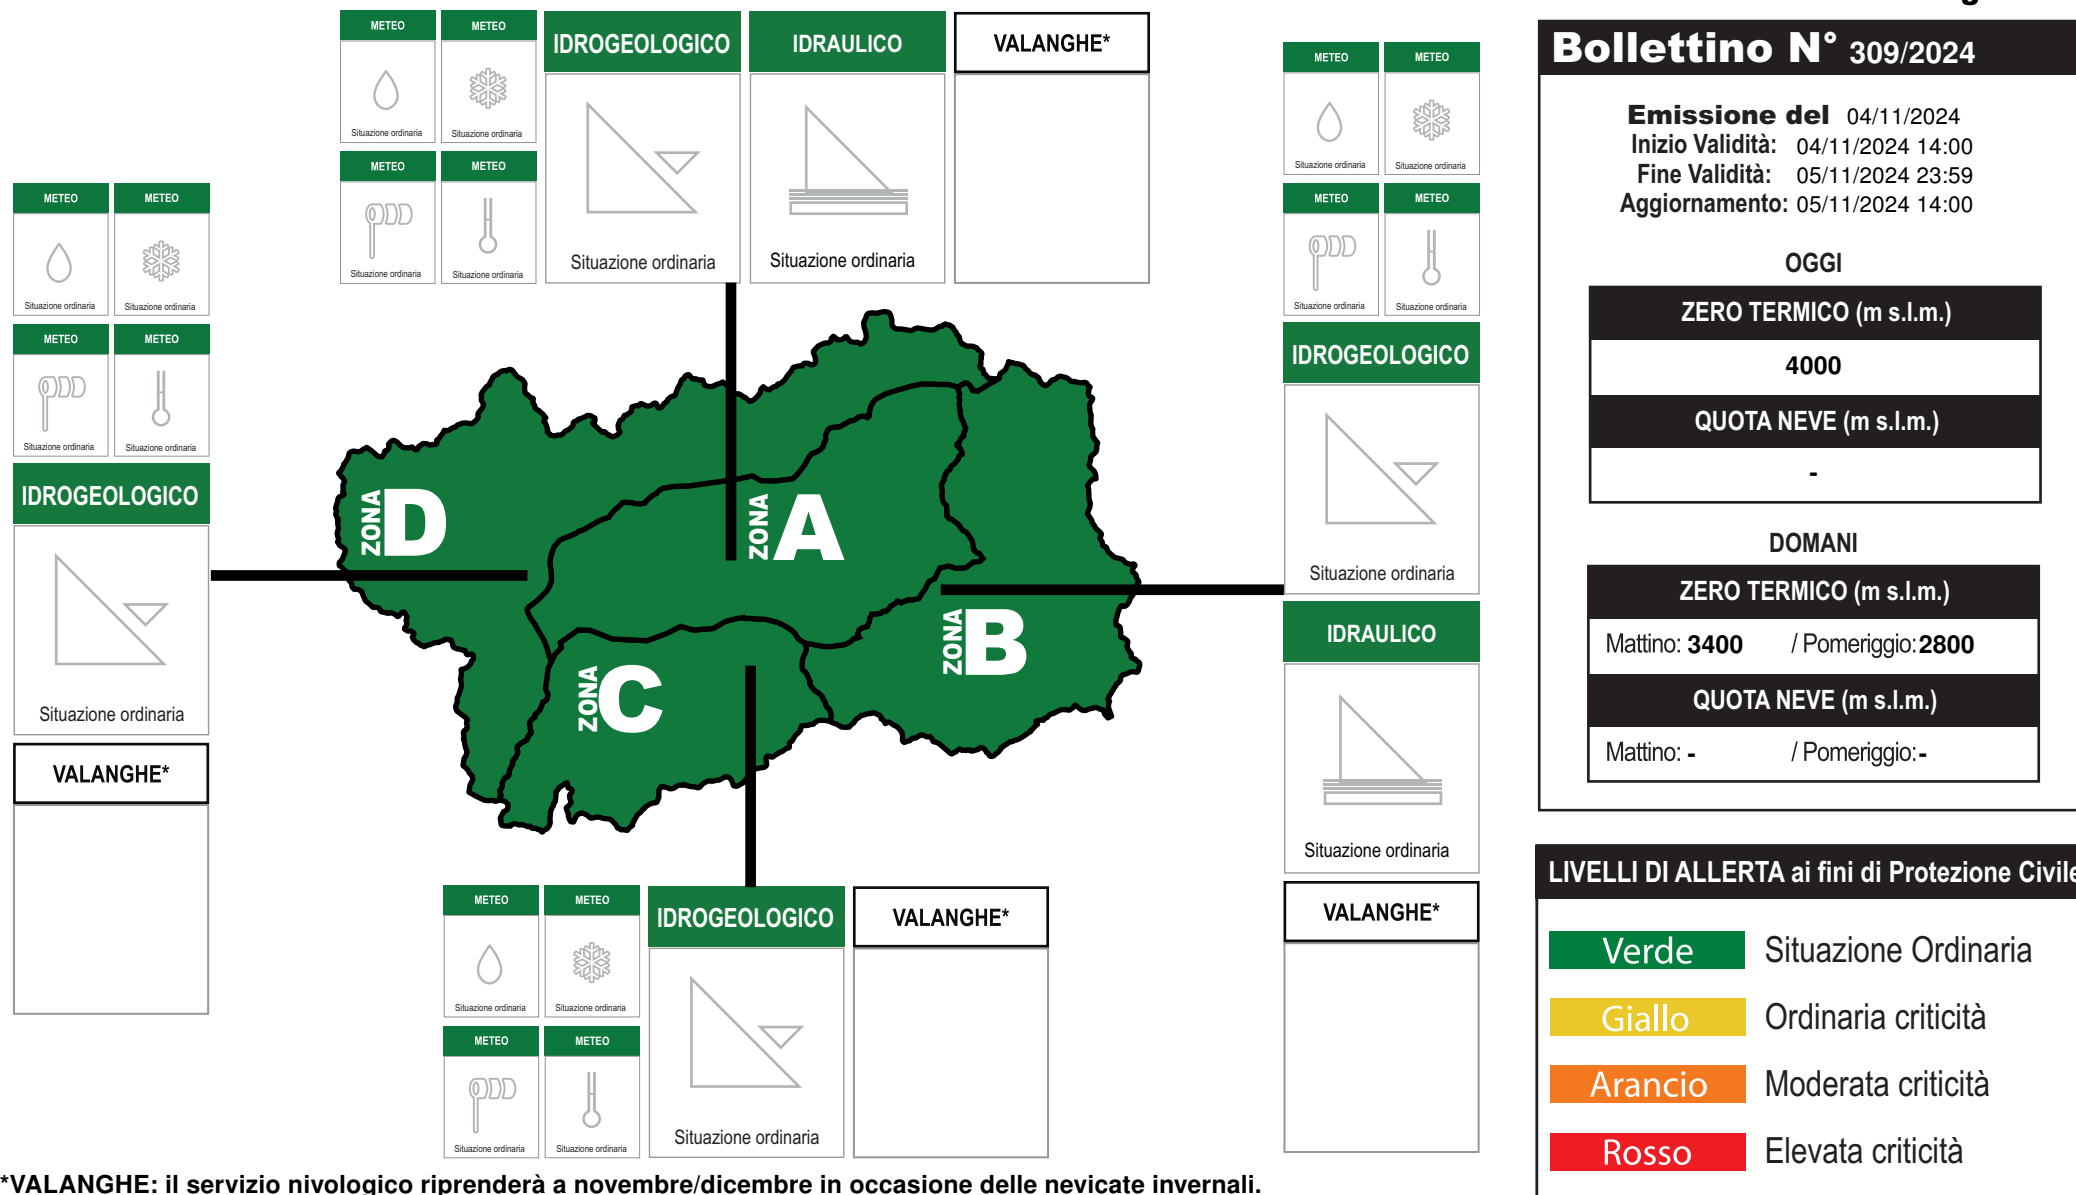 METEO METEO
Situazione ordinaria Situazione ordinaria
METEO METEO
Situazione ordinaria Situazione ordinaria
IDROGEOLOGICO
Situazione ordinaria
IDRAULICO
Situazione ordinaria
VALANGHE*
METEO METEO
Situazione ordinaria Situazione ordinaria
METEO METEO
Situazione ordinaria Situazione ordinaria
IDROGEOLOGICO
Situazione ordinaria
VALANGHE*
ZONA D
ZONA A
ZONA B
ZONA C
METEO METEO
Situazione ordinaria Situazione ordinaria
METEO METEO
Situazione ordinaria Situazione ordinaria
IDROGEOLOGICO
Situazione ordinaria
IDRAULICO
Situazione ordinaria
VALANGHE*
METEO METEO
Situazione ordinaria Situazione ordinaria
METEO METEO
Situazione ordinaria Situazione ordinaria
IDROGEOLOGICO
Situazione ordinaria
VALANGHE*
*VALANGHE: il servizio nivologico riprenderà a novembre/dicembre in occasione delle nevicate invernali.
Bollettino N° 309/2024
Emissione del 04/11/2024
Inizio Validità: 04/11/2024 14:00
Fine Validità: 05/11/2024 23:59
Aggiornamento: 05/11/2024 14:00
OGGI
ZERO TERMICO (m s.l.m.)
4000
QUOTA NEVE (m s.l.m.)
-
DOMANI
ZERO TERMICO (m s.l.m.)
Mattino: 3400 / Pomeriggio: 2800
QUOTA NEVE (m s.l.m.)
Mattino: - / Pomeriggio: -
LIVELLI DI ALLERTA ai fini di Protezione Civile
Verde Situazione Ordinaria
Giallo Ordinaria criticità
Arancio Moderata criticità
Rosso Elevata criticità